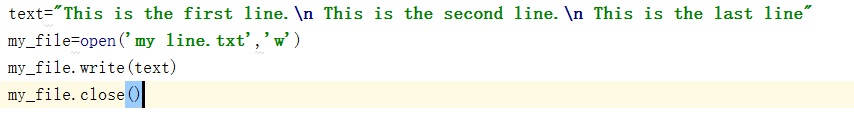 text="This is the first line.\n This is the second line.\n This is the last line"
my_file=open('my line.txt','w')
my_file.write(text)
my_file.close()